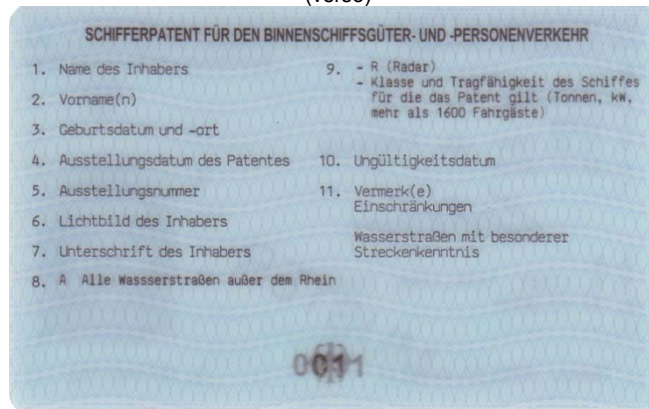 (verso)
SCHIFFERPATENT FÜR DEN BINNENSCHIFFSGÜTER- UND -PERSONENVERKEHR
1. Name des Inhabers
2. Vorname(n)
3. Geburtsdatum und -ort
4. Ausstellungsdatum des Patentes
5. Ausstellungsnummer
6. Lichtbild des Inhabers
7. Unterschrift des Inhabers
8. A Alle Wassserstraßen außer dem Rhein
9. - R (Radar)
- Klasse und Tragfähigkeit des Schiffes
für die das Patent gilt (Tonnen, kW,
mehr als 1600 Fahrgäste)
10. Ungültigkeitsdatum
11. Vermerk(e)
Einschränkungen
Wasserstraßen mit besonderer
Streckenkenntnis